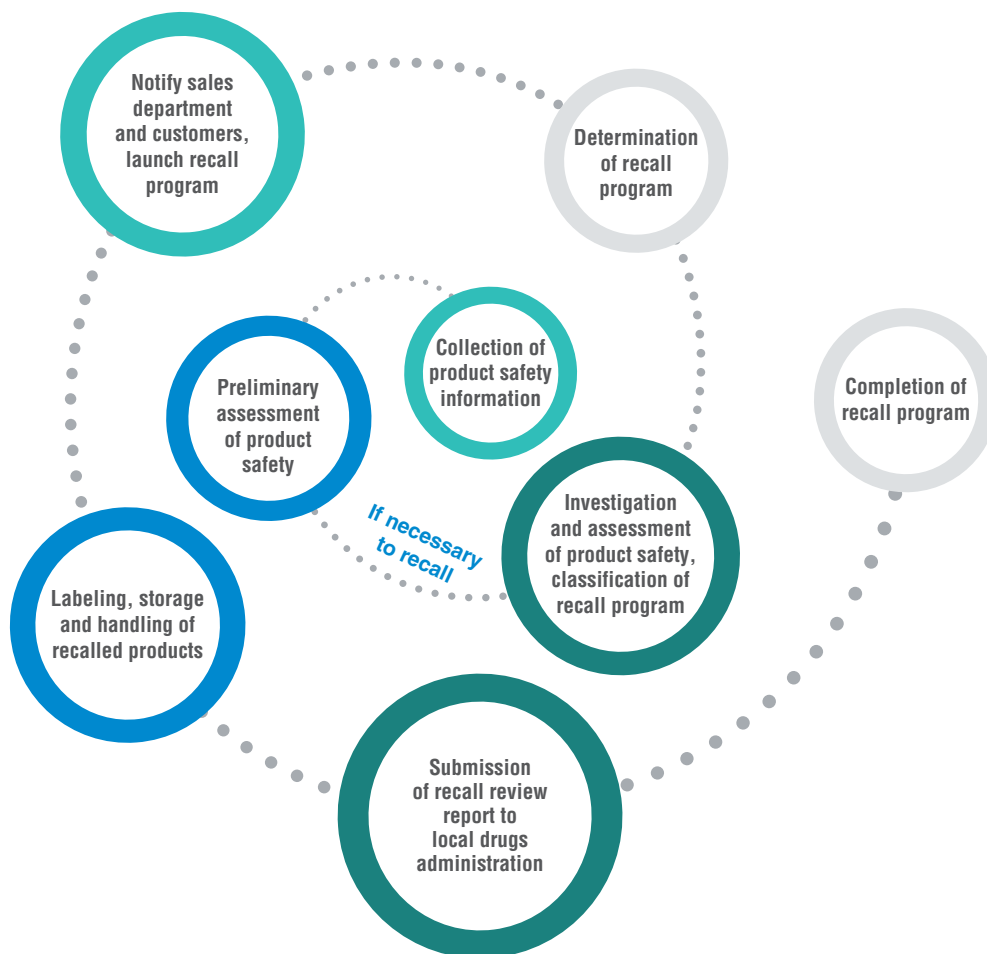 Notify sales
department
and customers,
launch recall
program
Determination
of recall
program
Collection of
product safety
information
Preliminary
assessment
of product
safety
Completion of
recall program
If necessary
to recall
Investigation
and assessment
of product safety,
classification of
recall program
Labeling, storage
and handling of
recalled products
Submission
of recall review
report to
local drugs
administration